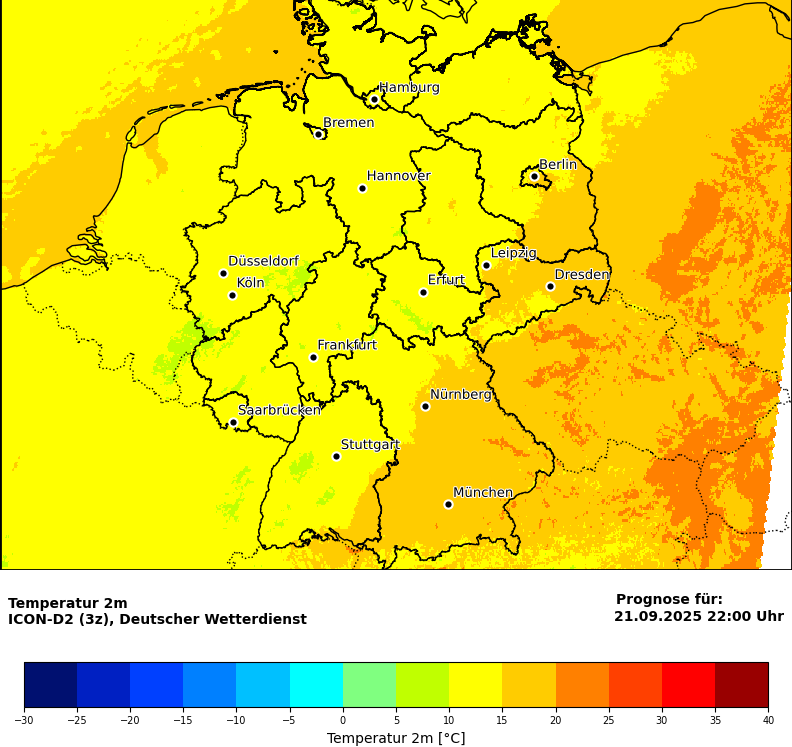 Hamburg
Bremen
Berlin
Hannover
Leipzig
Düsseldorf
Dresden
Köln
Erfurt
Frankfurt
Nürnberg
Saarbrücken
Stuttgart
München
Temperatur 2m
ICON-D2 (3z), Deutscher Wetterdienst
Prognose für:
21.09.2025 22:00 Uhr
−30 −25 −20 −15 −10 −5 0 5 10 15 20 25 30 35 40
Temperatur 2m [°C]